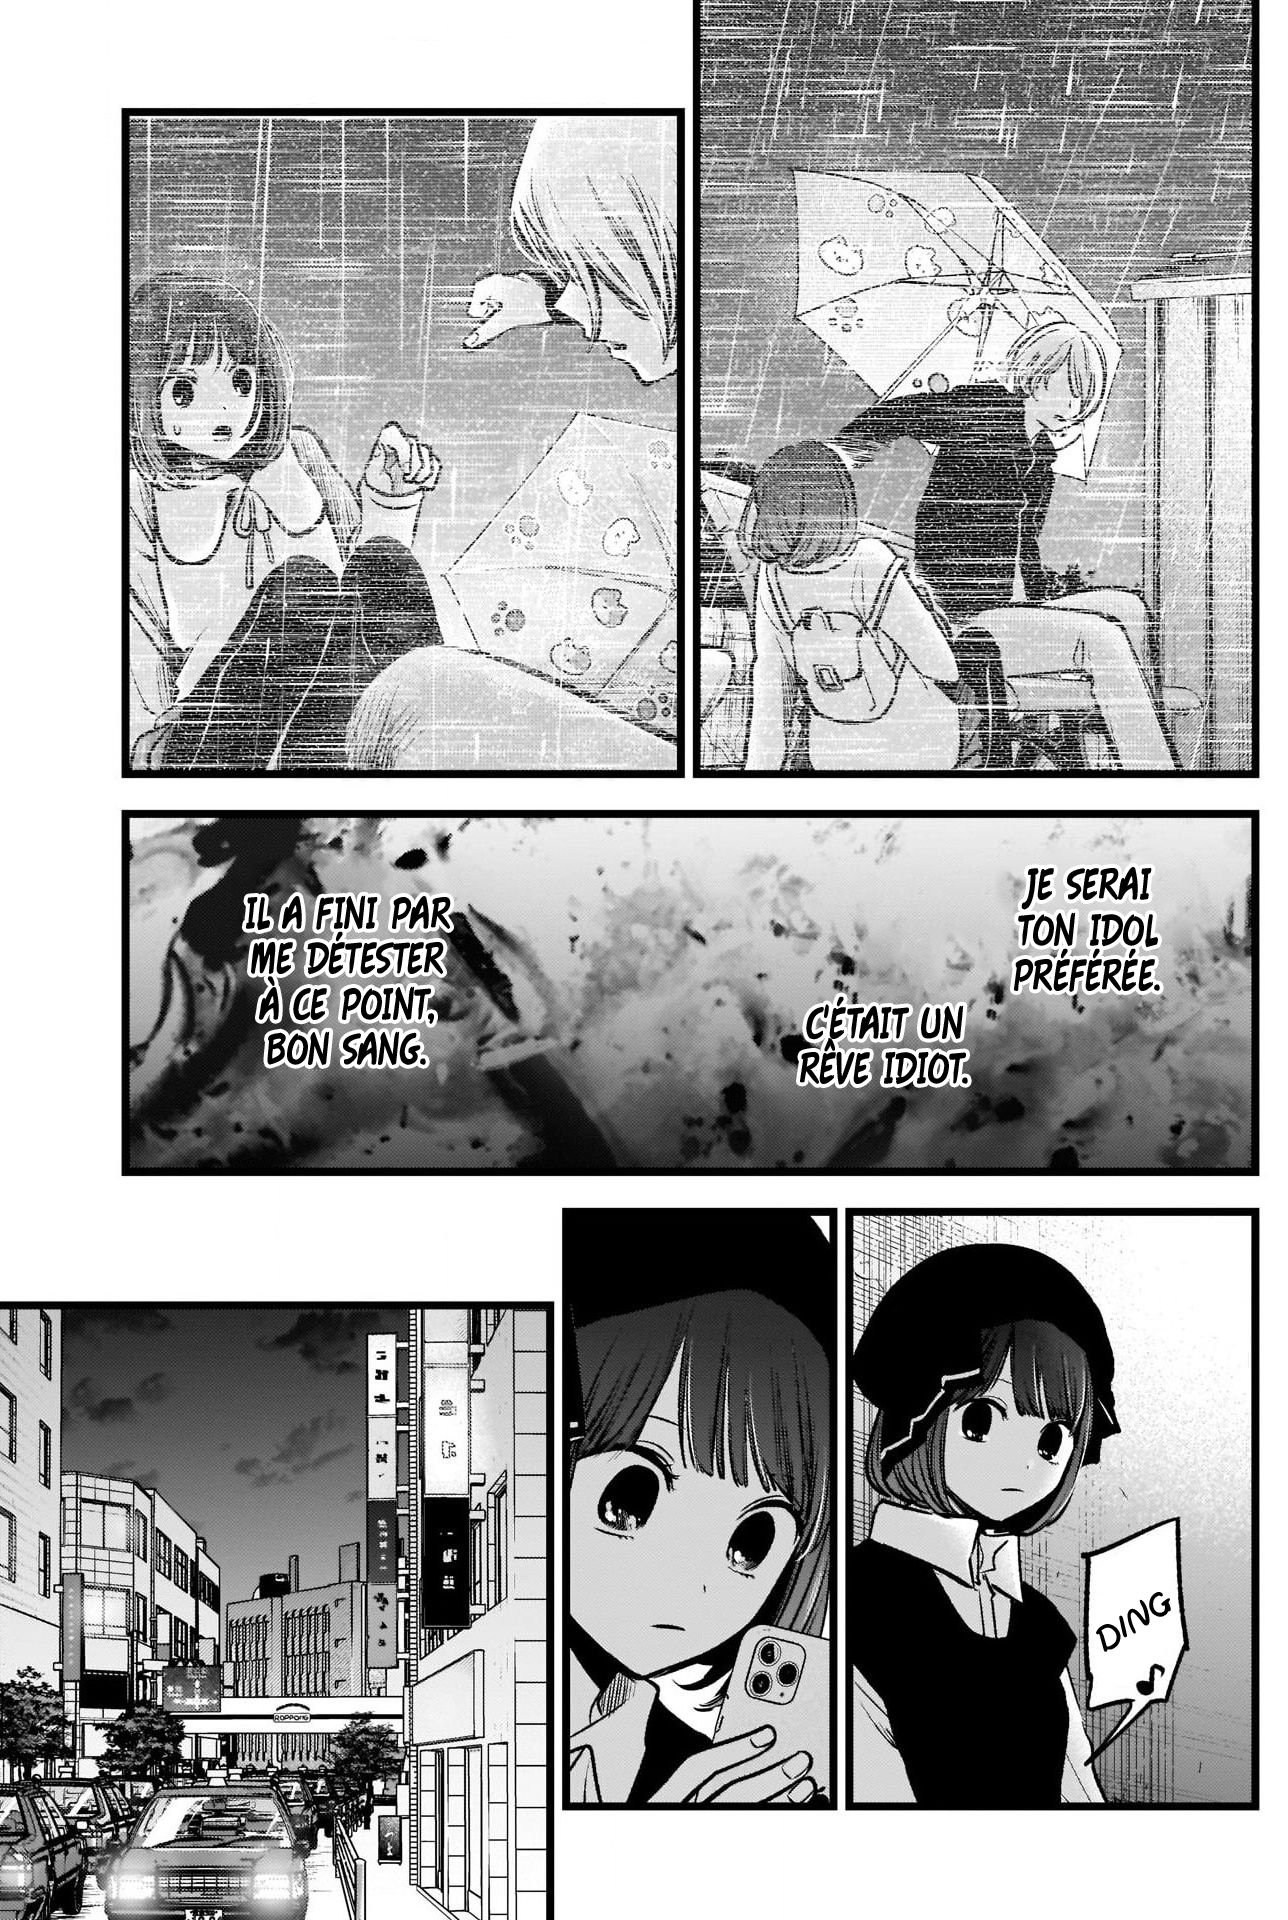 JE SERAI
TON IDOL
PRÉFÉRÉE.
C'ÉTAIT UN
RÊVE IDIOT.
IL A FINI PAR
ME DÉTESTER
À CE POINT,
BON SANG.
DING
ROPPONG